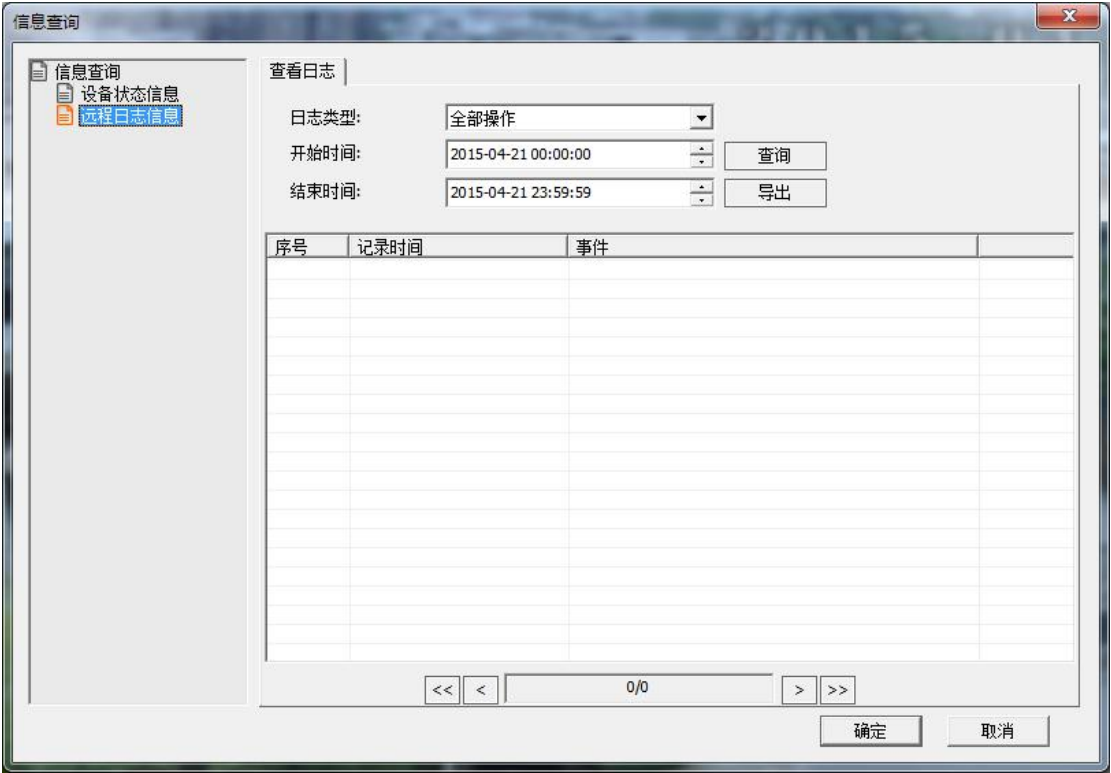 信息查询
x
信息查询
设备状态信息
远程日志信息
查看日志
日志类型: 全部操作
开始时间: 2015-04-21 00:00:00 查询
结束时间: 2015-04-21 23:59:59 导出
序号 记录时间 事件
<< < 0/0 > >>
确定 取消